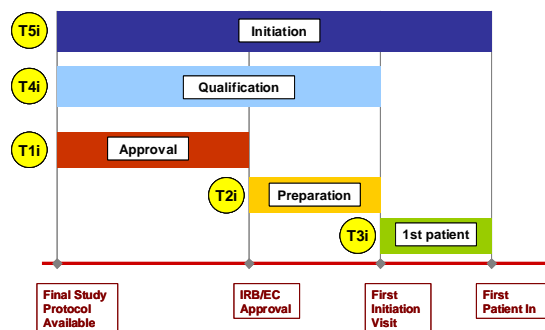 T5i
Initiation
T4i
Qualification
T1i
Approval
T2i
Preparation
T3i
1st patient
Final Study
Protocol
Available
IRB/EC
Approval
First
Initiation
Visit
First
Patient In